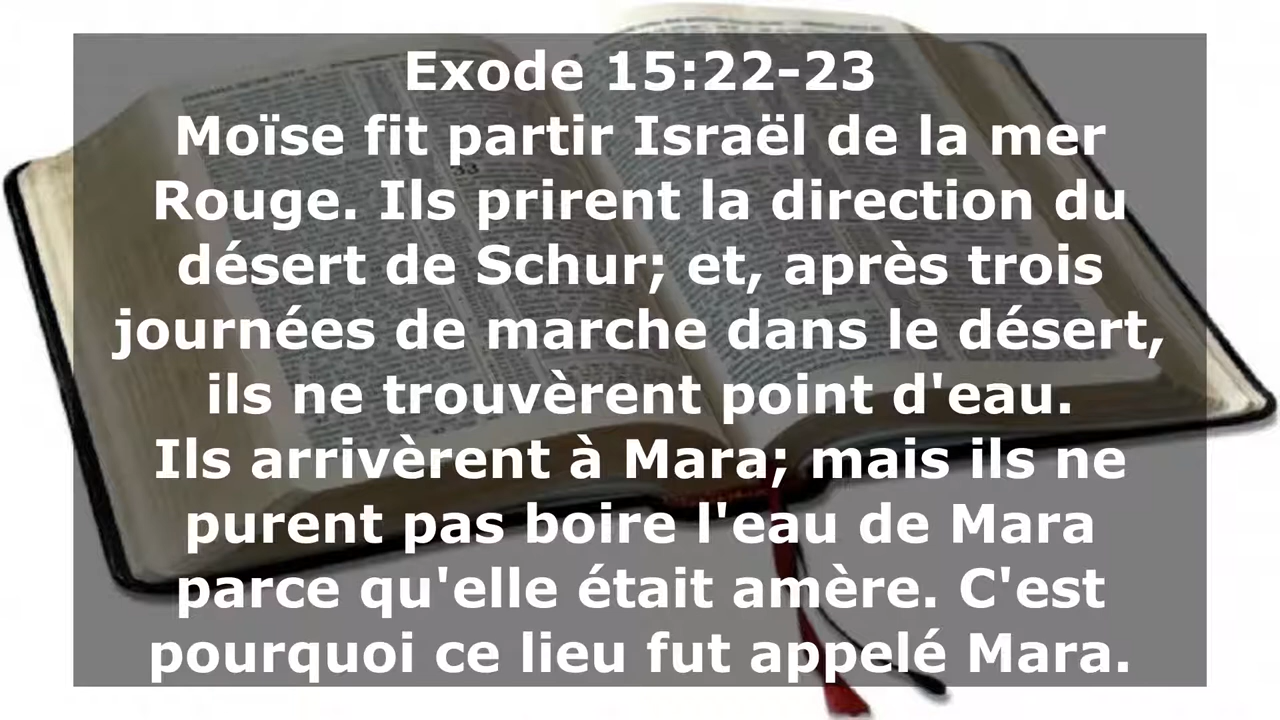 Exode 15:22-23
Moïse fit partir Israël de la mer
Rouge. Ils prirent la direction du
désert de Schur; et, après trois
journées de marche dans le désert,
ils ne trouvèrent point d'eau.
Ils arrivèrent à Mara; mais ils ne
purent pas boire l'eau de Mara
parce qu'elle était amère. C'est
pourquoi ce lieu fut appelé Mara.